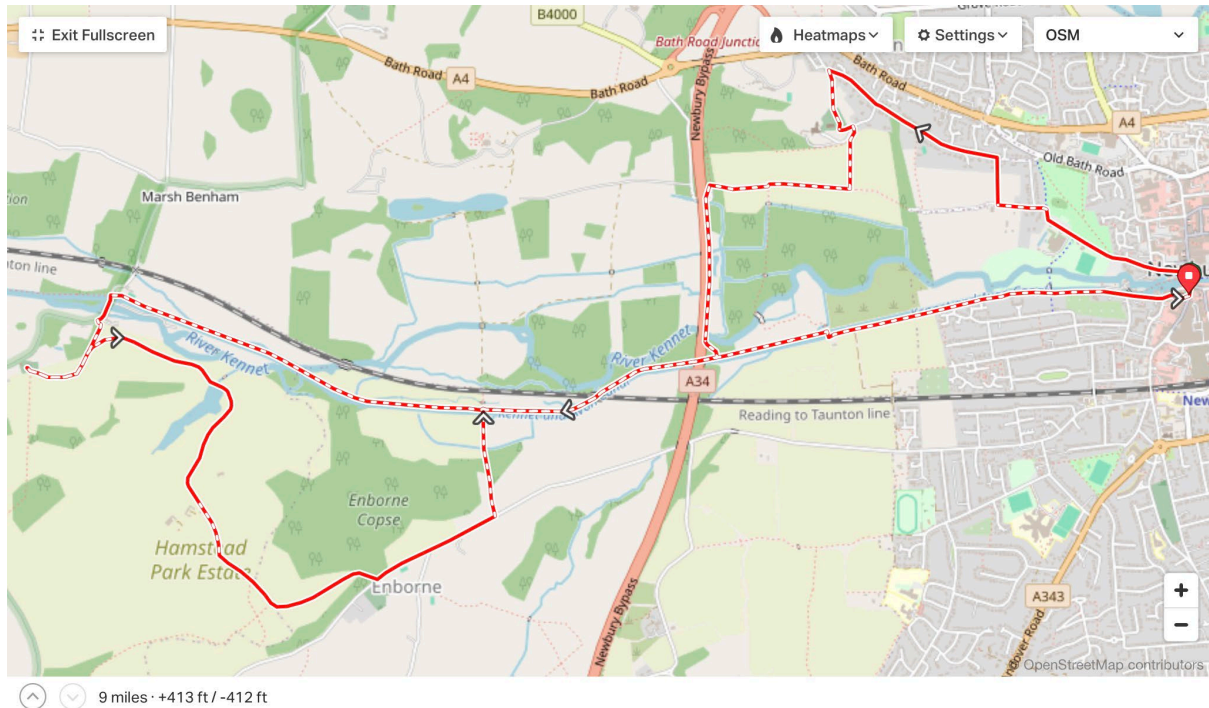 Exit Fullscreen
B4000
Heatmaps
Settings
OSM
Bath Road Junction
Bath Road
A4
Bath Road
Bath Road
Newbury Bypass
A4
Old Bath Road
Marsh Benham
River Kennet
River Kennet
A34
Reading to Taunton line
Enborne
Copse
Hamstead
Park Estate
Enborne
Newbury Bypass
A343
+
−
OpenStreetMap contributors
9 miles · +413 ft / -412 ft